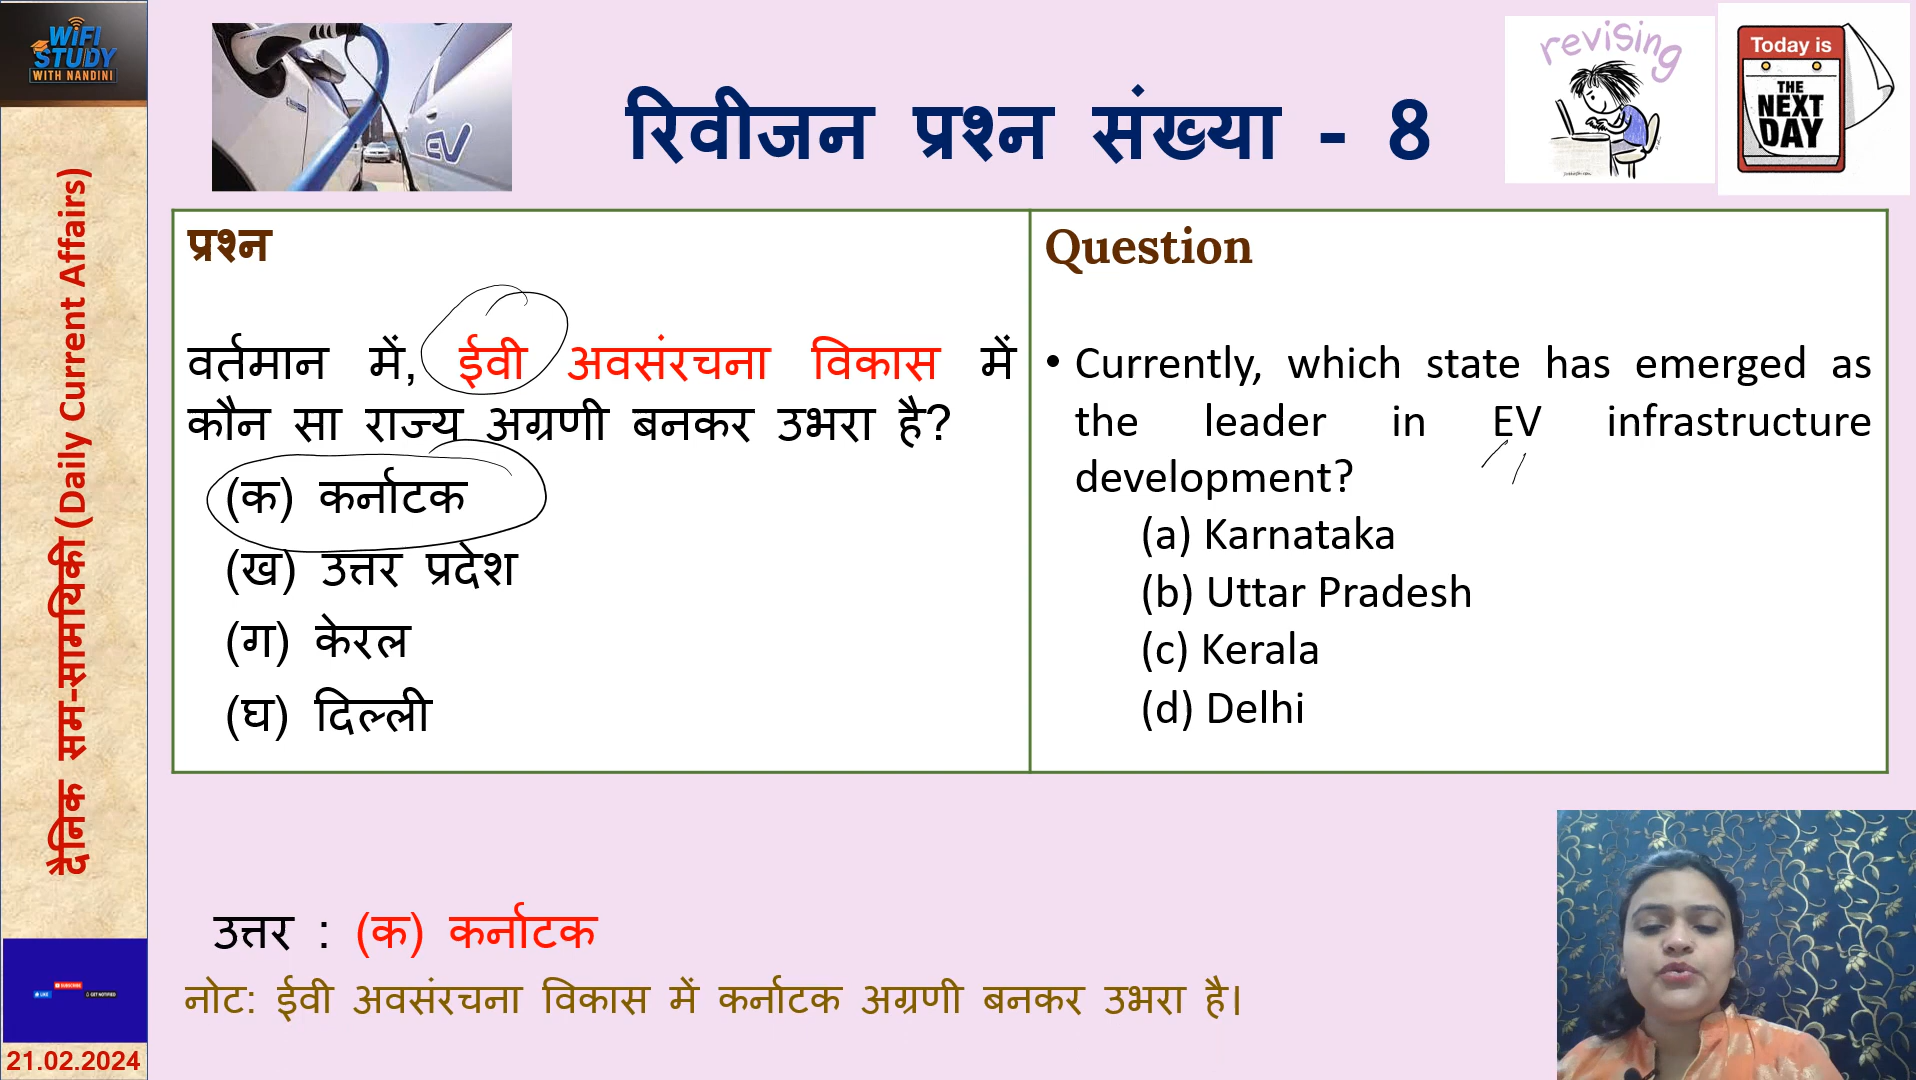 WiFi
STUDY
WITH NANDINI
दैनिक सम-सामयिकी (Daily Current Affairs)
21.02.2024
EV
रिवीजन प्रश्न संख्या - 8
revising
Today is
THE
NEXT
DAY
प्रश्न
वर्तमान में, ईवी अवसंरचना विकास में
कौन सा राज्य अग्रणी बनकर उभरा है?
(क) कर्नाटक
(ख) उत्तर प्रदेश
(ग) केरल
(घ) दिल्ली
Question
• Currently, which state has emerged as
the leader in EV infrastructure
development?
(a) Karnataka
(b) Uttar Pradesh
(c) Kerala
(d) Delhi
उत्तर : (क) कर्नाटक
नोट: ईवी अवसंरचना विकास में कर्नाटक अग्रणी बनकर उभरा है।